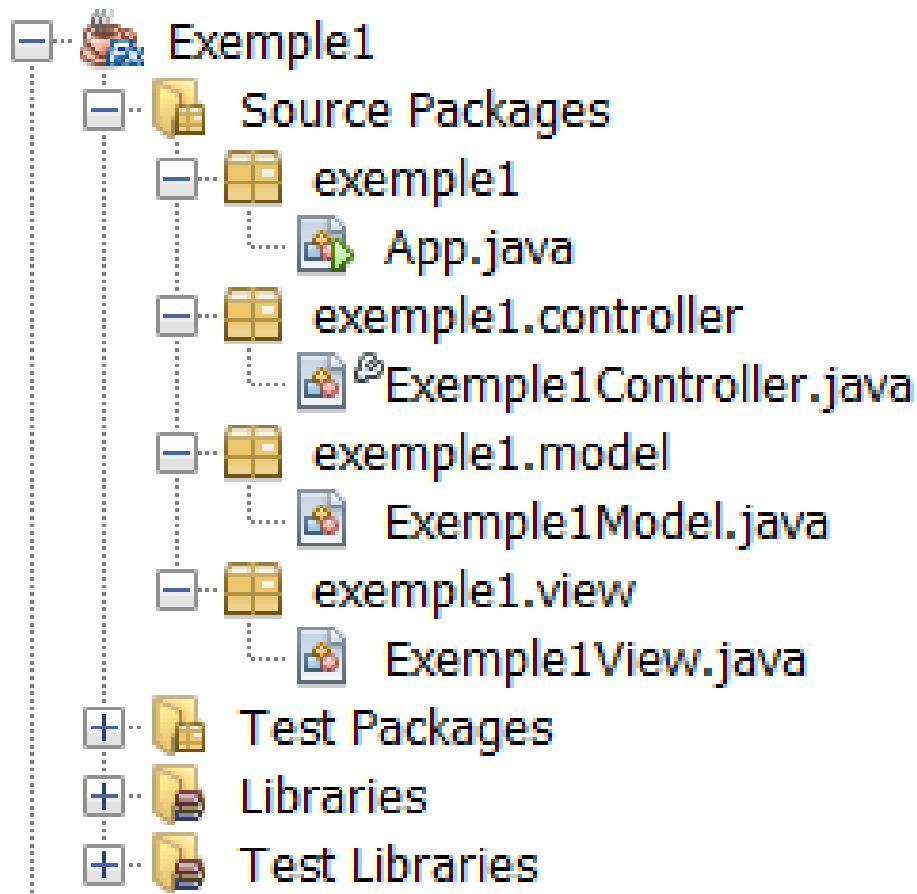 Exemple1
Source Packages
exemple1
App.java
exemple1.controller
Exemple1Controller.java
exemple1.model
Exemple1Model.java
exemple1.view
Exemple1View.java
Test Packages
Libraries
Test Libraries